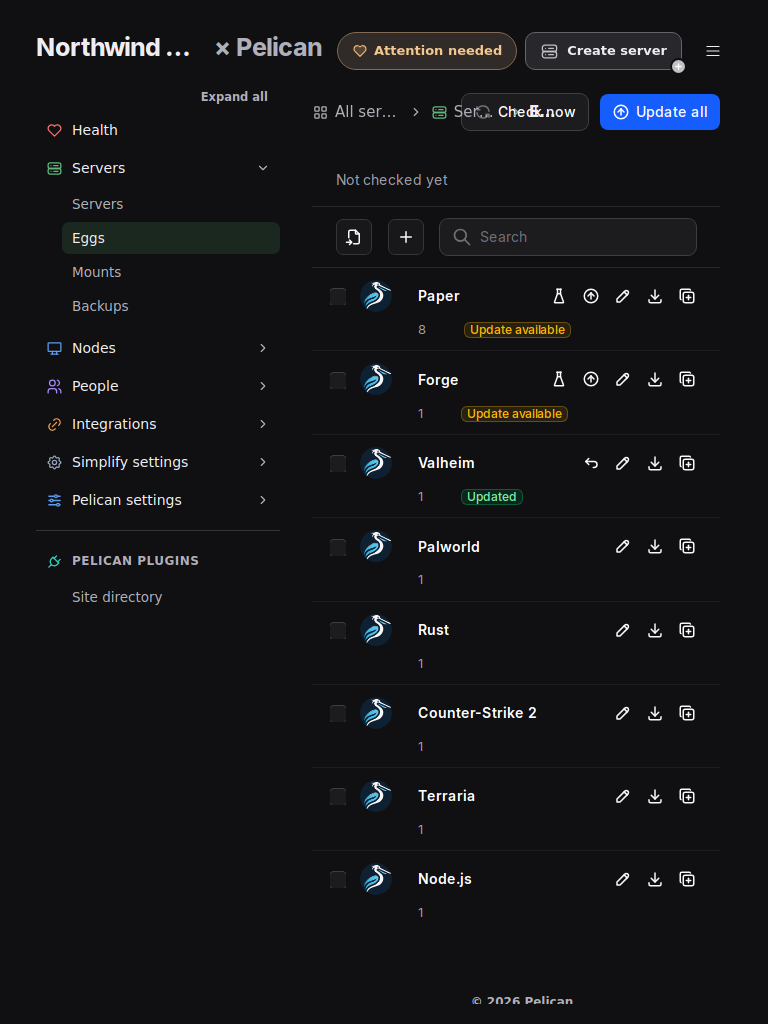 Northwind ... × Pelican
Attention needed
Create server
Expand all
All ser...
Ser...
Check now
Update all
Health
Servers
Servers
Eggs
Mounts
Backups
Nodes
People
Integrations
Simplify settings
Pelican settings
PELICAN PLUGINS
Site directory
Not checked yet
Search
Paper
8 Update available
Forge
1 Update available
Valheim
1 Updated
Palworld
1
Rust
1
Counter-Strike 2
1
Terraria
1
Node.js
1
© 2026 Pelican